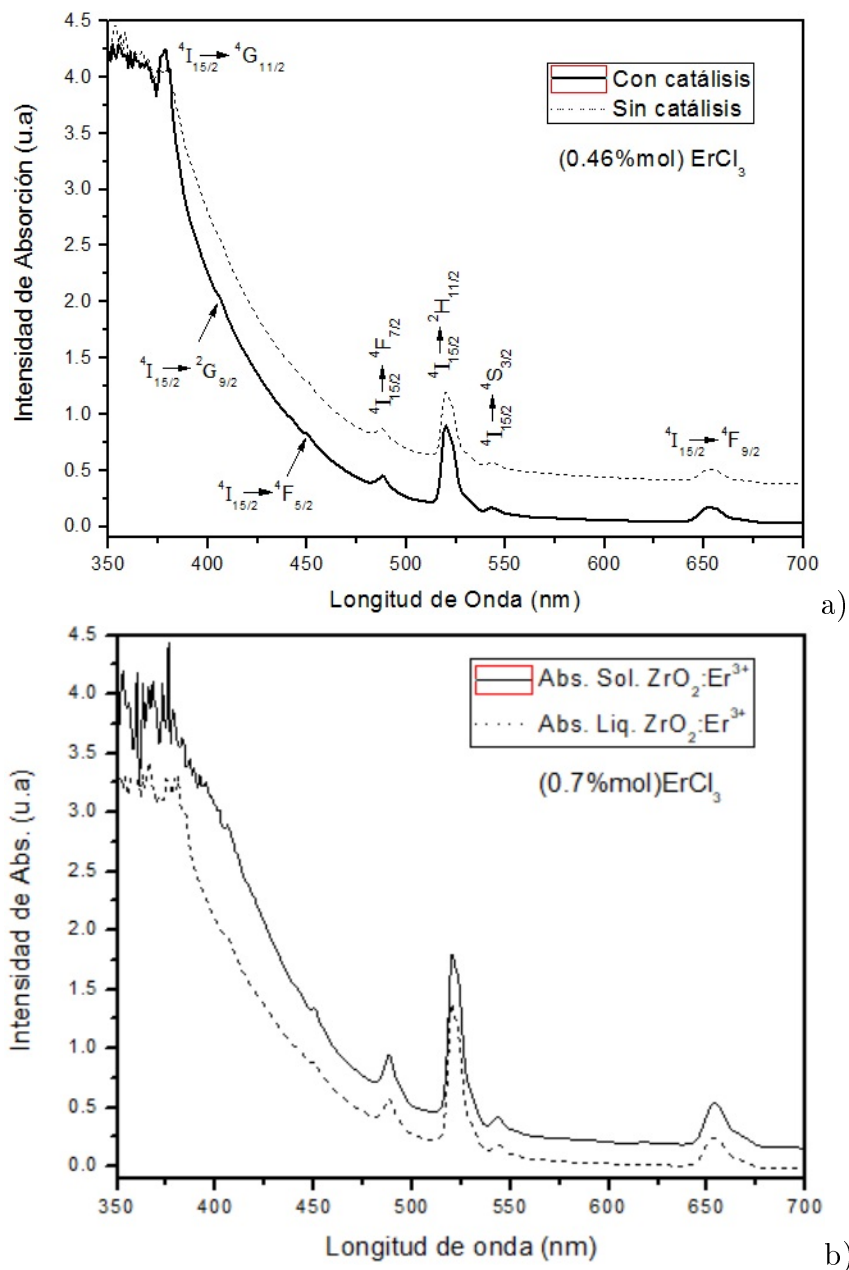 4.5
4.0
3.5
3.0
2.5
2.0
1.5
1.0
0.5
0.0
Intensidad de Absorción (u.a)
⁴I₁₅/₂ → ⁴G₁₁/₂
Con catálisis
Sin catálisis
(0.46%mol) ErCl₃
⁴I₁₅/₂ → ²G₉/₂
⁴I₁₅/₂ → ⁴F₅/₂
⁴I₁₅/₂ → ⁴F₇/₂
⁴I₁₅/₂ → ²H₁₁/₂
⁴I₁₅/₂ → ⁴S₃/₂
⁴I₁₅/₂ → ⁴F₉/₂
350 400 450 500 550 600 650 700
Longitud de Onda (nm)
a)
4.5
4.0
3.5
3.0
2.5
2.0
1.5
1.0
0.5
0.0
Intensidad de Abs. (u.a)
Abs. Sol. ZrO₂:Er³⁺
Abs. Liq. ZrO₂:Er³⁺
(0.7%mol)ErCl₃
350 400 450 500 550 600 650 700
Longitud de onda (nm)
b)